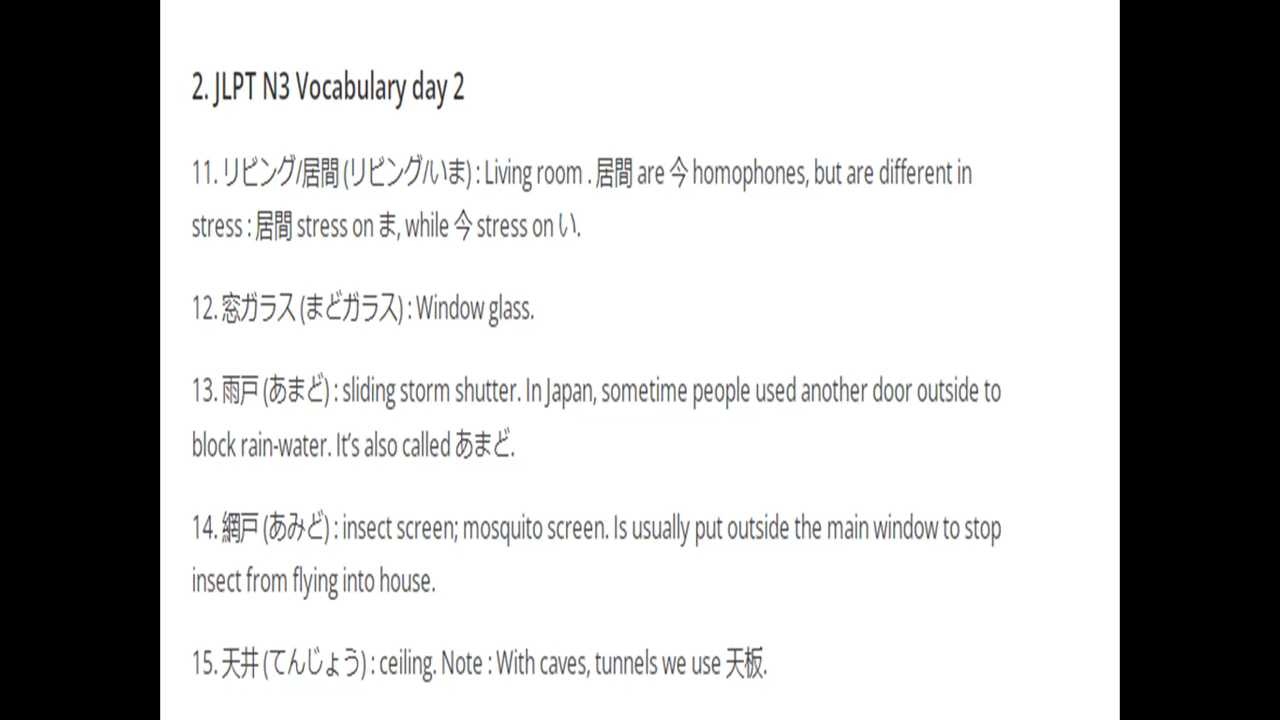 2. JLPT N3 Vocabulary day 2
11. リビング/居間 (リビング/いま) : Living room . 居間 are 今 homophones, but are different in
stress : 居間 stress on ま, while 今 stress on い.
12. 窓ガラス (まどガラス) : Window glass.
13. 雨戸 (あまど) : sliding storm shutter. In Japan, sometime people used another door outside to
block rain-water. It’s also called あまど.
14. 網戸 (あみど) : insect screen; mosquito screen. Is usually put outside the main window to stop
insect from flying into house.
15. 天井 (てんじょう) : ceiling. Note : With caves, tunnels we use 天板.